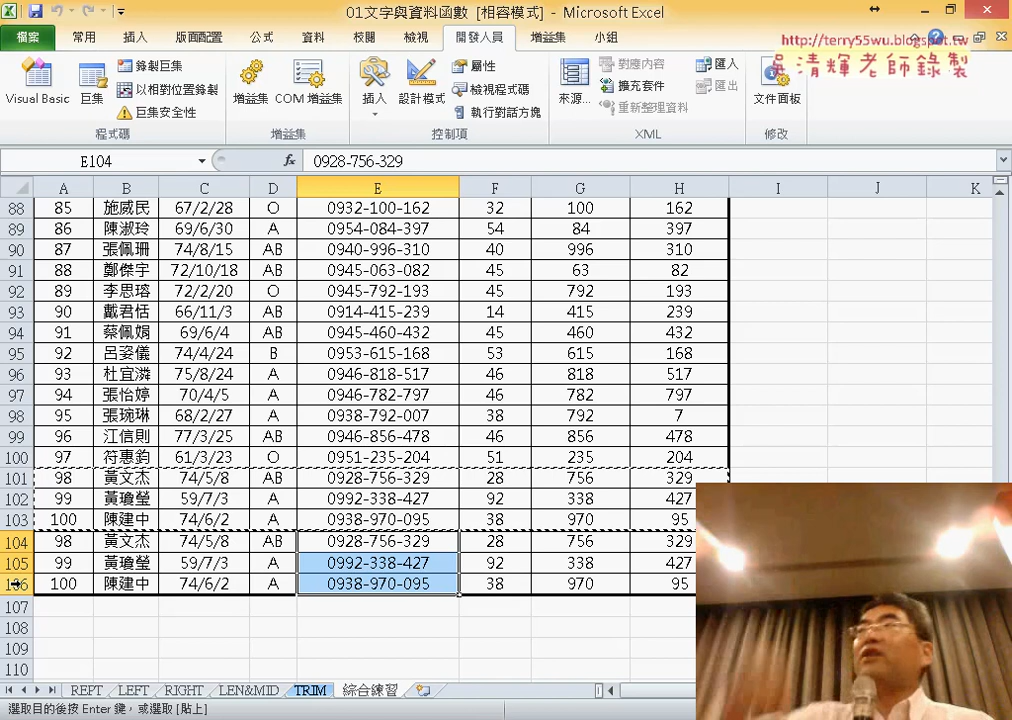 01文字與資料函數 [相容模式] - Microsoft Excel
http://terry55wu.blogspot.tw
吳清輝老師錄製
檔案 常用 插入 版面配置 公式 資料 校閱 檢視 開發人員 增益集 小組
Visual Basic 巨集 錄製巨集 以相對位置錄製 巨集安全性 程式碼
增益集 COM 增益集 增益集
插入 設計模式 屬性 檢視程式碼 執行對話方塊 控制項
來源... 對應內容 擴充套件 重新整理資料 匯入 匯出 XML
文件面板 修改
E104 fx 0928-756-329
A B C D E F G H I J K
88 85 施威民 67/2/28 O 0932-100-162 32 100 162
89 86 陳淑玲 69/6/30 A 0954-084-397 54 84 397
90 87 張佩珊 74/8/15 AB 0940-996-310 40 996 310
91 88 鄭傑宇 72/10/18 AB 0945-063-082 45 63 82
92 89 李思瑢 72/2/20 O 0945-792-193 45 792 193
93 90 戴君恬 66/11/3 AB 0914-415-239 14 415 239
94 91 蔡佩娟 69/6/4 AB 0945-460-432 45 460 432
95 92 呂姿儀 74/4/24 B 0953-615-168 53 615 168
96 93 杜宜潾 75/8/24 A 0946-818-517 46 818 517
97 94 張怡婷 70/4/5 A 0946-782-797 46 782 797
98 95 張琬琳 68/2/27 A 0938-792-007 38 792 7
99 96 江信則 77/3/25 AB 0946-856-478 46 856 478
100 97 符惠鈞 61/3/23 O 0951-235-204 51 235 204
101 98 黃文杰 74/5/8 AB 0928-756-329 28 756 329
102 99 黃瓊瑩 59/7/3 A 0992-338-427 92 338 427
103 100 陳建中 74/6/2 A 0938-970-095 38 970 95
104 98 黃文杰 74/5/8 AB 0928-756-329 28 756 329
105 99 黃瓊瑩 59/7/3 A 0992-338-427 92 338 427
106 100 陳建中 74/6/2 A 0938-970-095 38 970 95
107
108
109
110
REPT LEFT RIGHT LEN&MID TRIM 綜合練習
選取目的後按 Enter 鍵，或選取 [貼上]